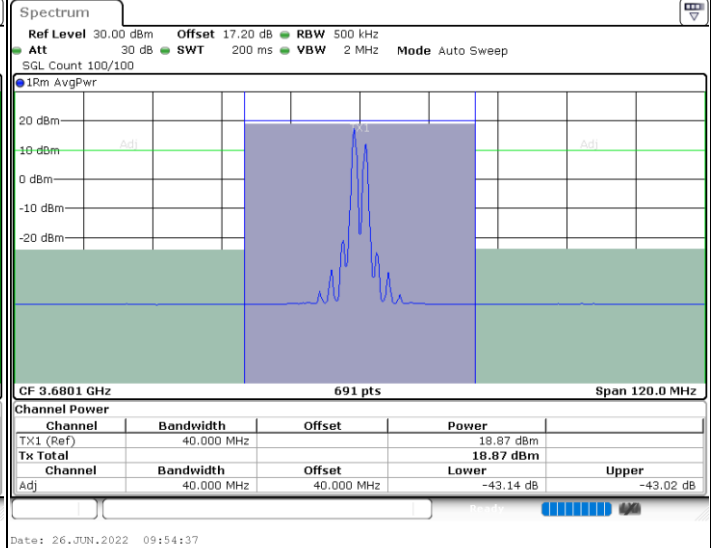 Spectrum
Ref Level 30.00 dBm Offset 17.20 dB RBW 500 kHz
Att 30 dB SWT 200 ms VBW 2 MHz Mode Auto Sweep
SGL Count 100/100
1Rm AvgPwr
20 dBm
TX1
Adj
Adj
10 dBm
0 dBm
-10 dBm
-20 dBm
CF 3.6801 GHz 691 pts Span 120.0 MHz
Channel Power
Channel Bandwidth Offset Power
TX1 (Ref) 40.000 MHz 18.87 dBm
Tx Total 18.87 dBm
Channel Bandwidth Offset Lower Upper
Adj 40.000 MHz 40.000 MHz -43.14 dB -43.02 dB
Ready
Date: 26.JUN.2022 09:54:37